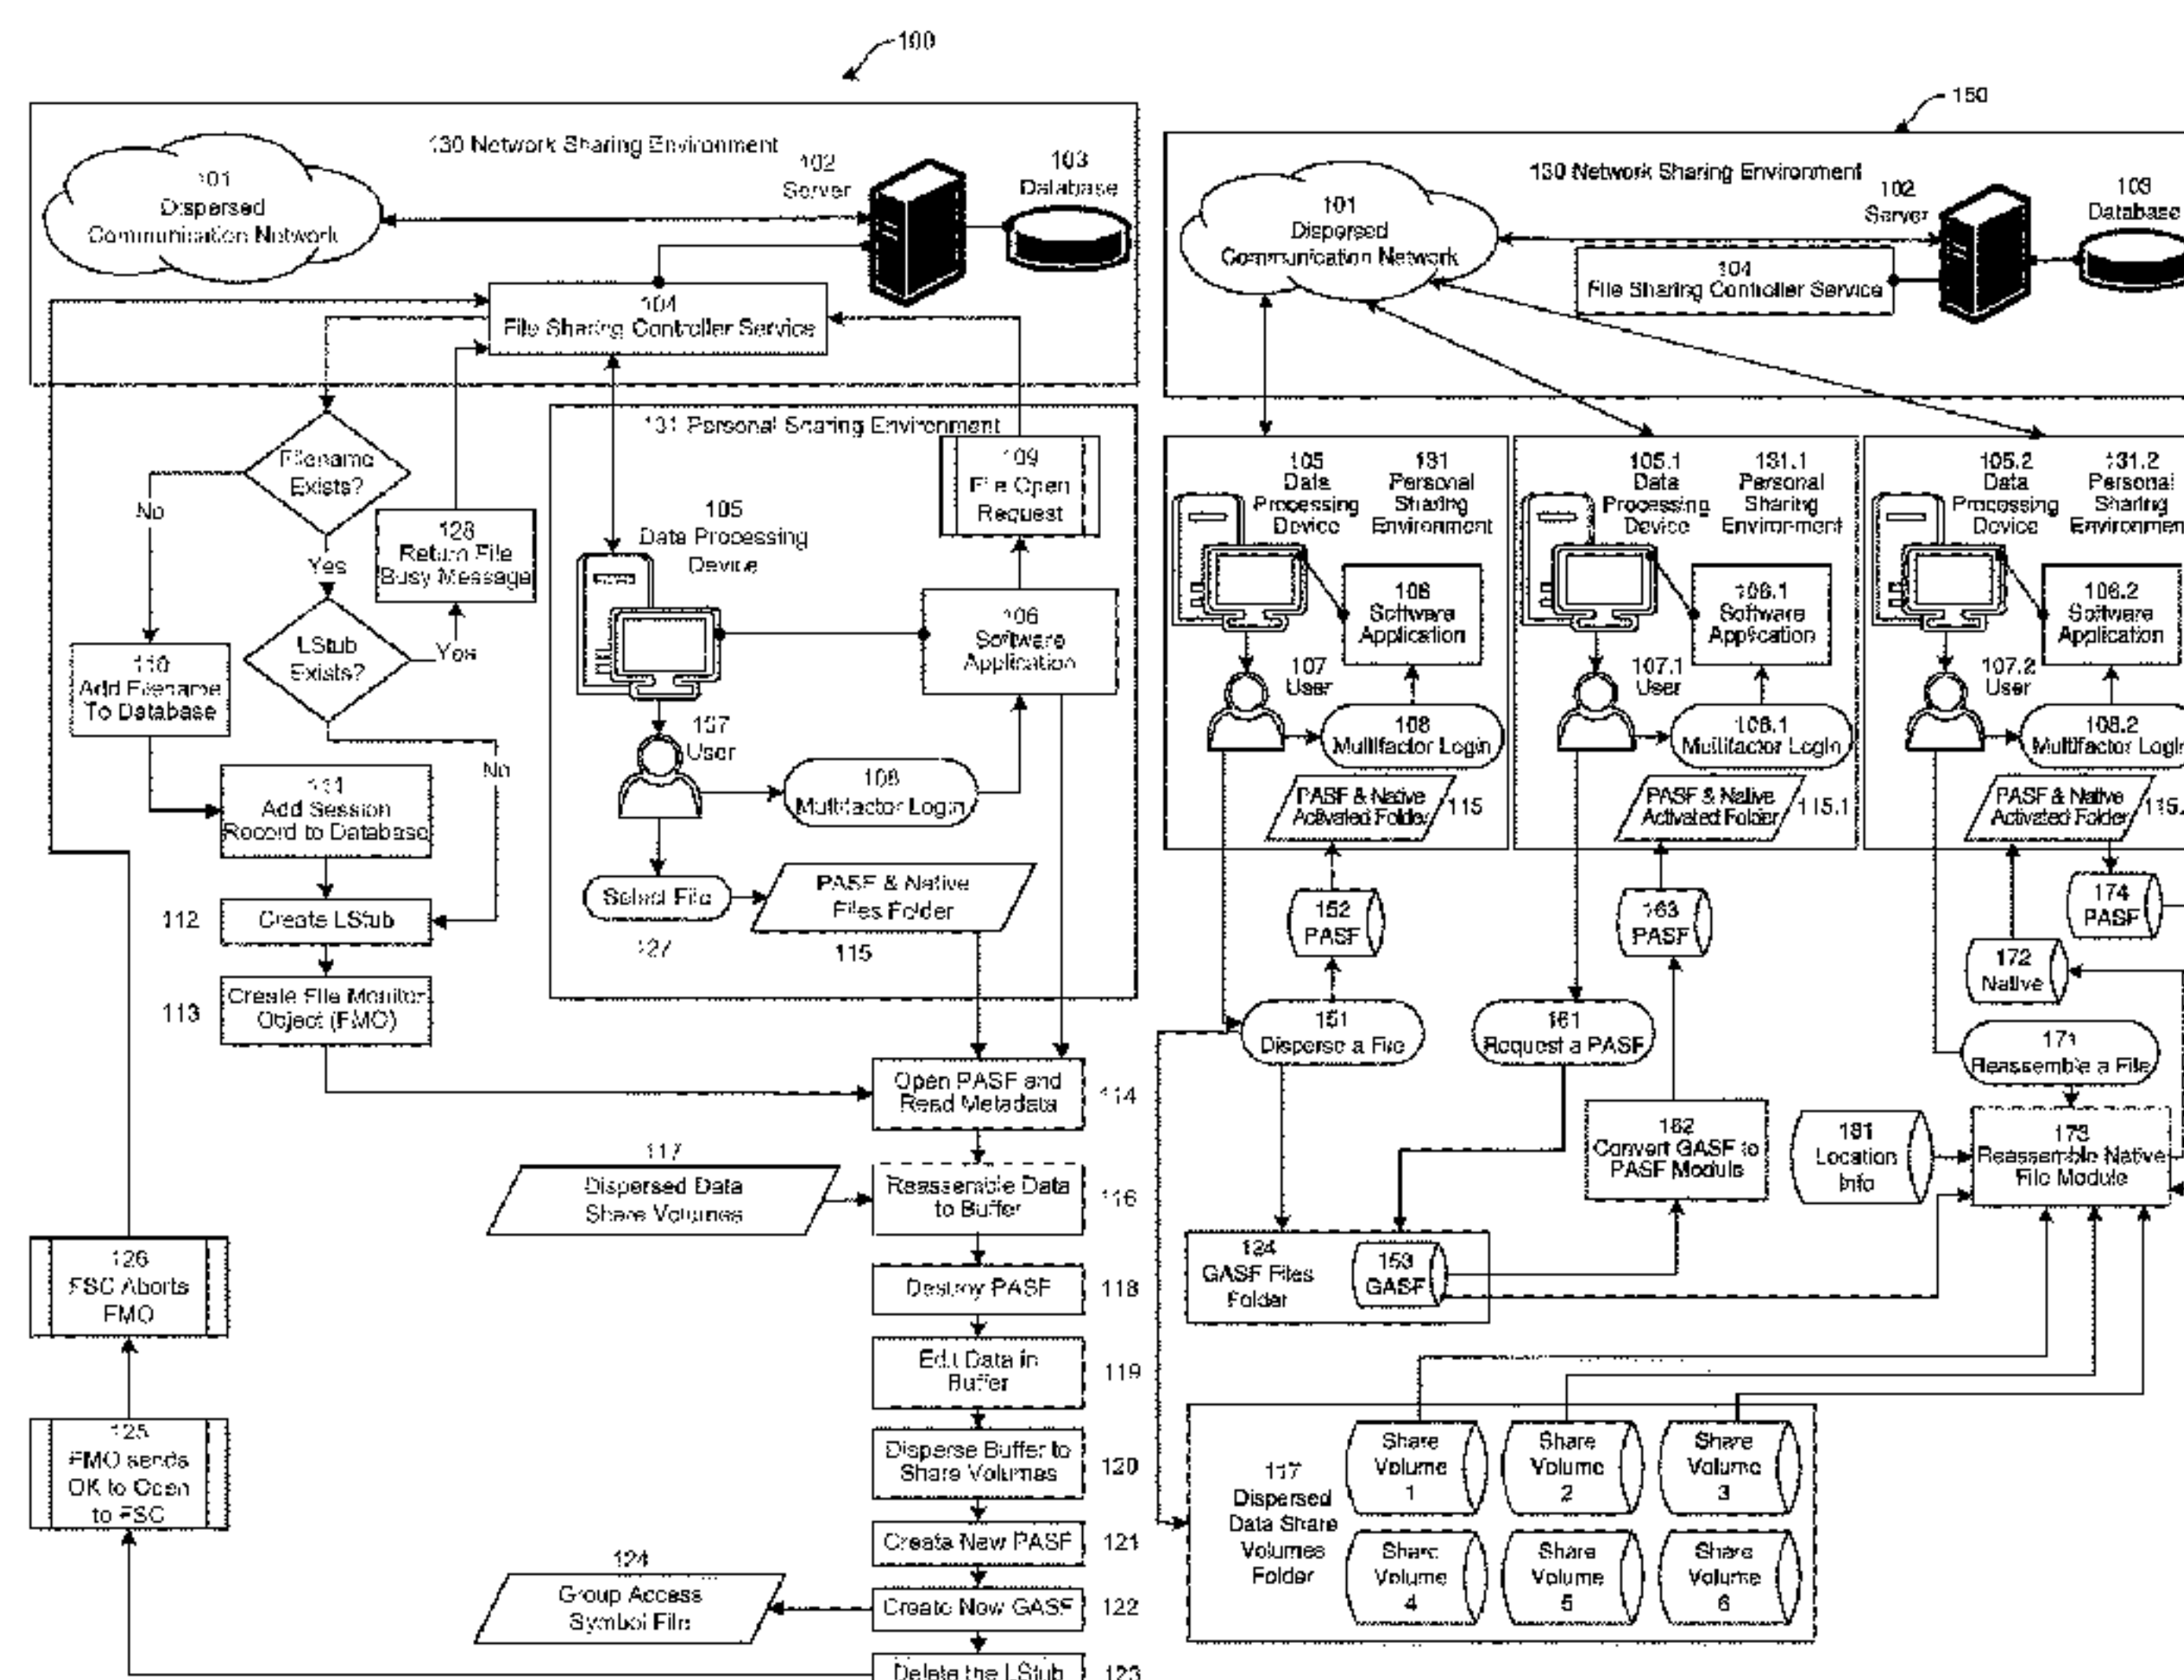 100
130 Network Sharing Environment
101
Dispersed
Communication Network
102
Server
103
Database
104
File Sharing Controller Service
Filename
Exists?
No
Yes
128
Return File
Busy Message
LStub
Exists?
Yes
No
110
Add Filename
To Database
111
Add Session
Record to Database
112
Create LStub
113
Create File Monitor
Object (FMO)
131 Personal Sharing Environment
109
File Open
Request
105
Data Processing
Device
106
Software
Application
107
User
108
Multifactor Login
Select File
127
PASF & Native
Files Folder
115
Open PASF and
Read Metadata
114
117
Dispersed Data
Share Volumes
Reassemble Data
to Buffer
116
Destroy PASF
118
Edit Data in
Buffer
119
Disperse Buffer to
Share Volumes
120
Create New PASF
121
124
Group Access
Symbol File
Create New GASF
122
Delete the LStub
123
126
FSC Aborts
FMO
125
FMO sends
OK to Open
to FSC
150
130 Network Sharing Environment
101
Dispersed
Communication Network
102
Server
103
Database
104
File Sharing Controller Service
105
Data
Processing
Device
131
Personal
Sharing
Environment
106
Software
Application
107
User
108
Multifactor Login
PASF & Native
Activated Folder
115
105.1
Data
Processing
Device
131.1
Personal
Sharing
Environment
106.1
Software
Application
107.1
User
108.1
Multifactor Login
PASF & Native
Activated Folder
115.1
105.2
Data
Processing
Device
131.2
Personal
Sharing
Environment
106.2
Software
Application
107.2
User
108.2
Multifactor Login
PASF & Native
Activated Folder
115.
152
PASF
163
PASF
174
PASF
172
Native
151
Disperse a File
161
Request a PASF
171
Reassemble a File
162
Convert GASF to
PASF Module
181
Location
Info
173
Reassemble Native
File Module
124
GASF Files
Folder
153
GASF
117
Dispersed
Data Share
Volumes
Folder
Share
Volume
1
Share
Volume
2
Share
Volume
3
Share
Volume
4
Share
Volume
5
Share
Volume
6